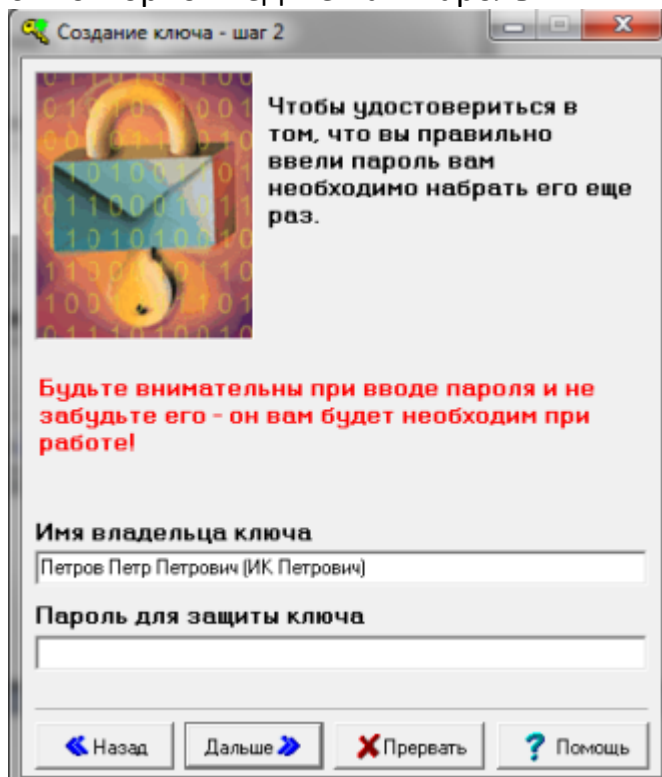 Создание ключа - шаг 2
Чтобы удостовериться в
том, что вы правильно
ввели пароль вам
необходимо набрать его еще
раз.
Будьте внимательны при вводе пароля и не
забудьте его - он вам будет необходим при
работе!
Имя владельца ключа
Петров Петр Петрович (ИК Петрович)
Пароль для защиты ключа
Назад
Дальше
Прервать
Помощь